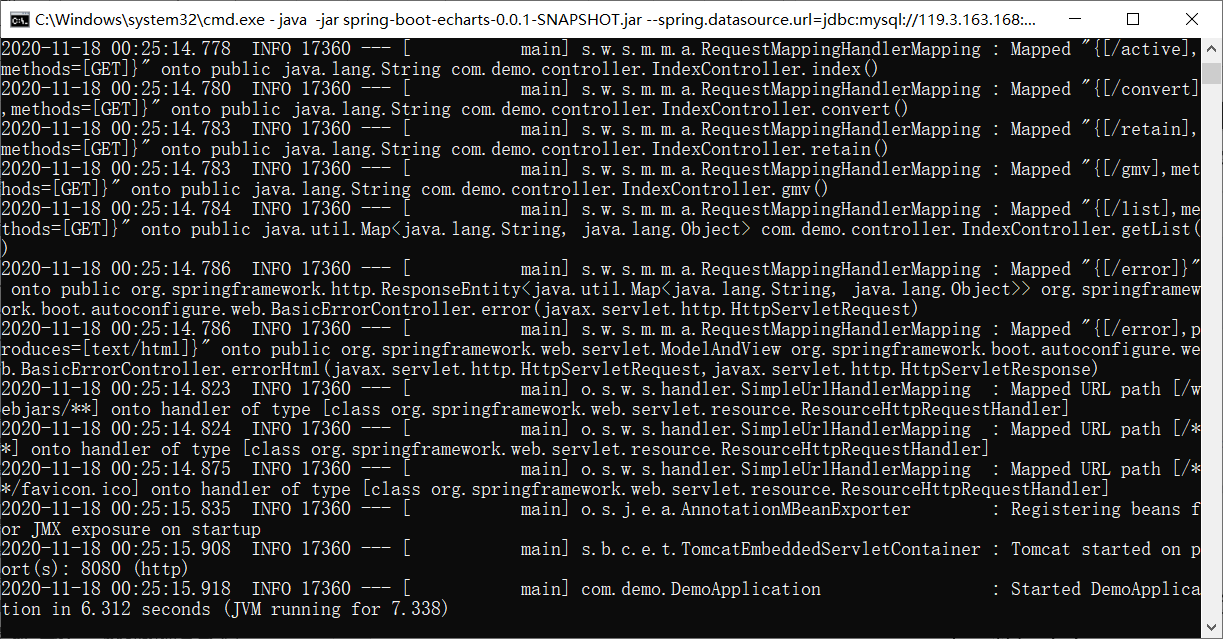 C:\Windows\system32\cmd.exe - java  -jar spring-boot-echarts-0.0.1-SNAPSHOT.jar --spring.datasource.url=jdbc:mysql://119.3.163.168:...
2020-11-18 00:25:14.778  INFO 17360 --- [           main] s.w.s.m.m.a.RequestMappingHandlerMapping : Mapped "{[/active],
methods=[GET]}" onto public java.lang.String com.demo.controller.IndexController.index()
2020-11-18 00:25:14.780  INFO 17360 --- [           main] s.w.s.m.m.a.RequestMappingHandlerMapping : Mapped "{[/convert]
,methods=[GET]}" onto public java.lang.String com.demo.controller.IndexController.convert()
2020-11-18 00:25:14.783  INFO 17360 --- [           main] s.w.s.m.m.a.RequestMappingHandlerMapping : Mapped "{[/retain],
methods=[GET]}" onto public java.lang.String com.demo.controller.IndexController.retain()
2020-11-18 00:25:14.783  INFO 17360 --- [           main] s.w.s.m.m.a.RequestMappingHandlerMapping : Mapped "{[/gmv],met
hods=[GET]}" onto public java.lang.String com.demo.controller.IndexController.gmv()
2020-11-18 00:25:14.784  INFO 17360 --- [           main] s.w.s.m.m.a.RequestMappingHandlerMapping : Mapped "{[/list],me
thods=[GET]}" onto public java.util.Map<java.lang.String, java.lang.Object> com.demo.controller.IndexController.getList(
)
2020-11-18 00:25:14.786  INFO 17360 --- [           main] s.w.s.m.m.a.RequestMappingHandlerMapping : Mapped "{[/error]}"
 onto public org.springframework.http.ResponseEntity<java.util.Map<java.lang.String, java.lang.Object>> org.springframew
ork.boot.autoconfigure.web.BasicErrorController.error(javax.servlet.http.HttpServletRequest)
2020-11-18 00:25:14.786  INFO 17360 --- [           main] s.w.s.m.m.a.RequestMappingHandlerMapping : Mapped "{[/error],p
roduces=[text/html]}" onto public org.springframework.web.servlet.ModelAndView org.springframework.boot.autoconfigure.we
b.BasicErrorController.errorHtml(javax.servlet.http.HttpServletRequest,javax.servlet.http.HttpServletResponse)
2020-11-18 00:25:14.823  INFO 17360 --- [           main] o.s.w.s.handler.SimpleUrlHandlerMapping  : Mapped URL path [/w
ebjars/**] onto handler of type [class org.springframework.web.servlet.resource.ResourceHttpRequestHandler]
2020-11-18 00:25:14.824  INFO 17360 --- [           main] o.s.w.s.handler.SimpleUrlHandlerMapping  : Mapped URL path [/*
*] onto handler of type [class org.springframework.web.servlet.resource.ResourceHttpRequestHandler]
2020-11-18 00:25:14.875  INFO 17360 --- [           main] o.s.w.s.handler.SimpleUrlHandlerMapping  : Mapped URL path [/*
*/favicon.ico] onto handler of type [class org.springframework.web.servlet.resource.ResourceHttpRequestHandler]
2020-11-18 00:25:15.835  INFO 17360 --- [           main] o.s.j.e.a.AnnotationMBeanExporter        : Registering beans f
or JMX exposure on startup
2020-11-18 00:25:15.908  INFO 17360 --- [           main] s.b.c.e.t.TomcatEmbeddedServletContainer : Tomcat started on p
ort(s): 8080 (http)
2020-11-18 00:25:15.918  INFO 17360 --- [           main] com.demo.DemoApplication                 : Started DemoApplica
tion in 6.312 seconds (JVM running for 7.338)